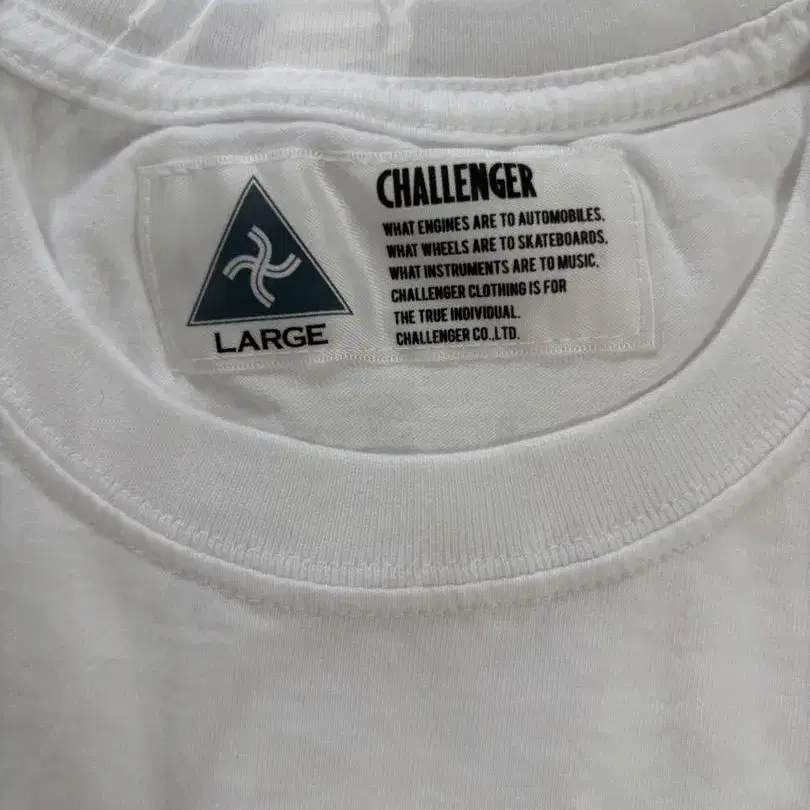 CHALLENGER
WHAT ENGINES ARE TO AUTOMOBILES,
WHAT WHEELS ARE TO SKATEBOARDS,
WHAT INSTRUMENTS ARE TO MUSIC,
CHALLENGER CLOTHING IS FOR
THE TRUE INDIVIDUAL.
CHALLENGER CO.,LTD.
LARGE